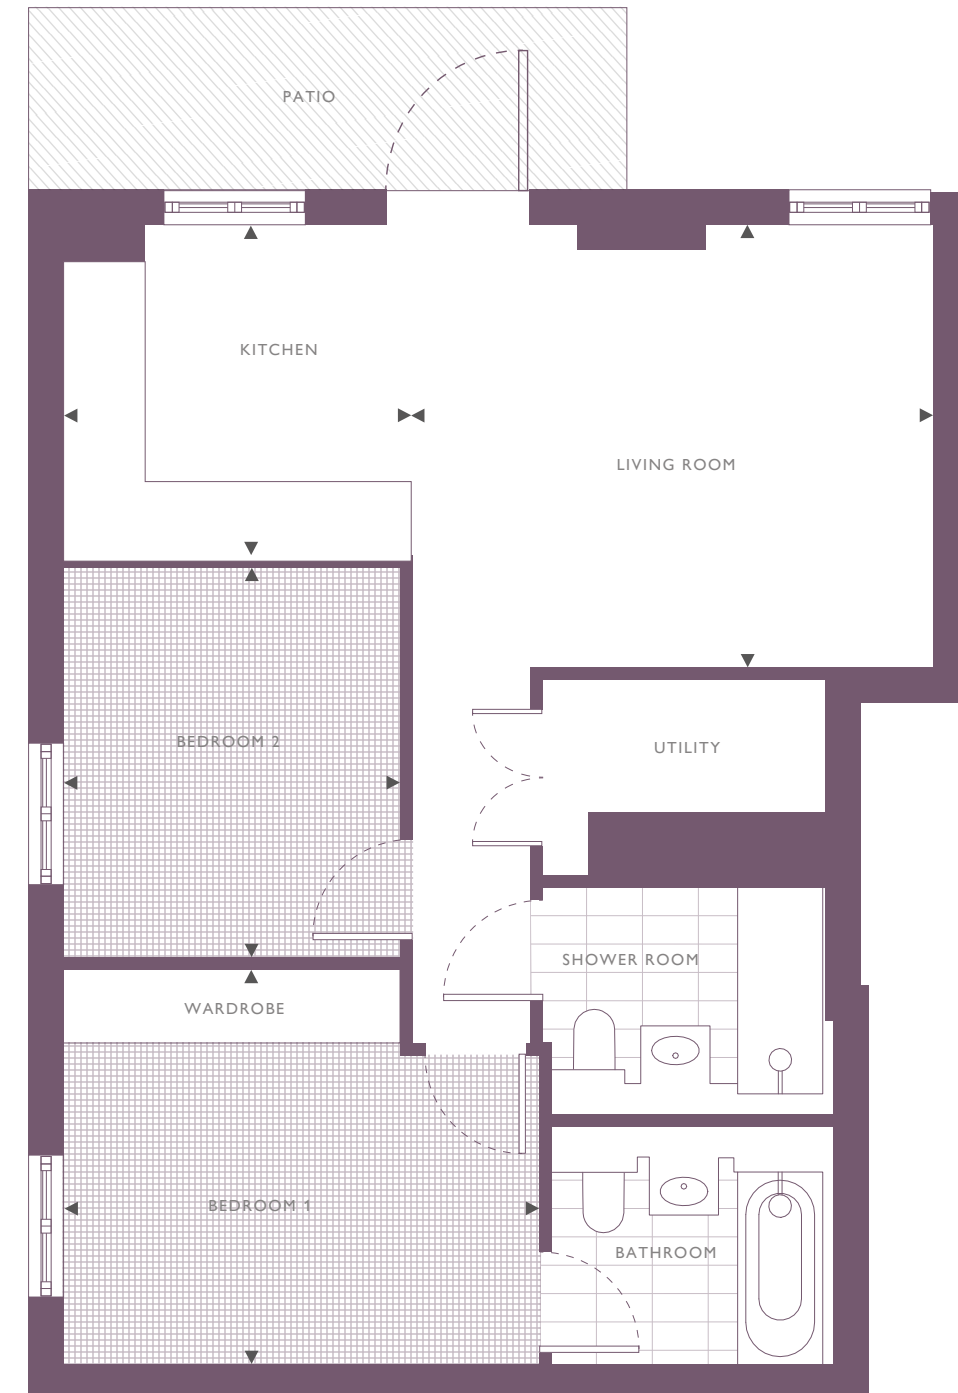 PATIO
KITCHEN
LIVING ROOM
BEDROOM 2
UTILITY
SHOWER ROOM
WARDROBE
BEDROOM 1
BATHROOM